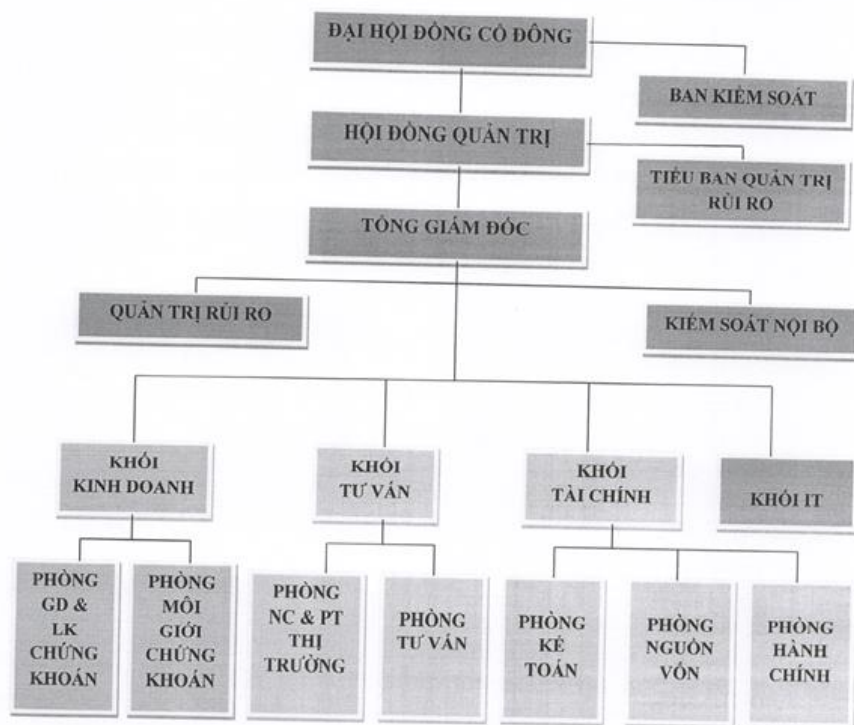 ĐẠI HỘI ĐỒNG CỔ ĐÔNG
BAN KIỂM SOÁT
HỘI ĐỒNG QUẢN TRỊ
TIỂU BAN QUẢN TRỊ
RỦI RO
TỔNG GIÁM ĐỐC
QUẢN TRỊ RỦI RO
KIỂM SOÁT NỘI BỘ
KHỐI
KINH DOANH
KHỐI
TƯ VẤN
KHỐI
TÀI CHÍNH
KHỐI IT
PHÒNG
GD &
LK
CHỨNG
KHOÁN
PHÒNG
MÔI
GIỚI
CHỨNG
KHOÁN
PHÒNG
NC & PT
THỊ
TRƯỜNG
PHÒNG
TƯ VẤN
PHÒNG
KẾ
TOÁN
PHÒNG
NGUỒN
VỐN
PHÒNG
HÀNH
CHÍNH